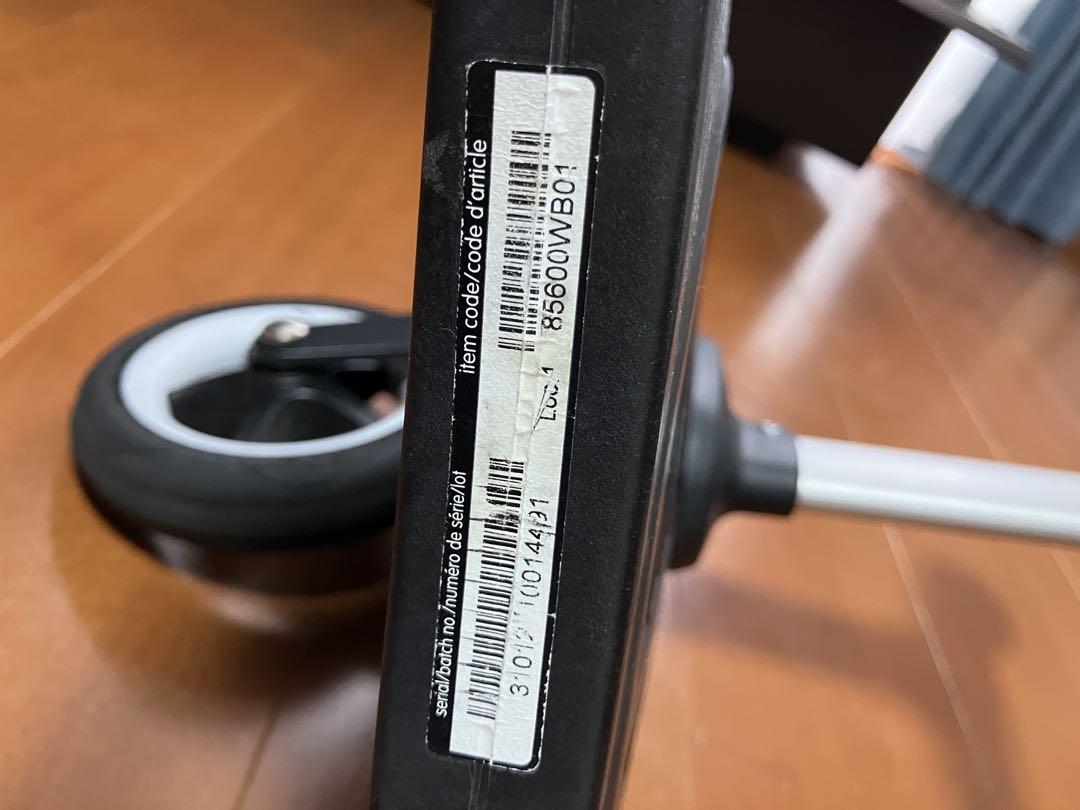 item code/code d'article
85600WB01
serial/batch no./numéro de série/lot